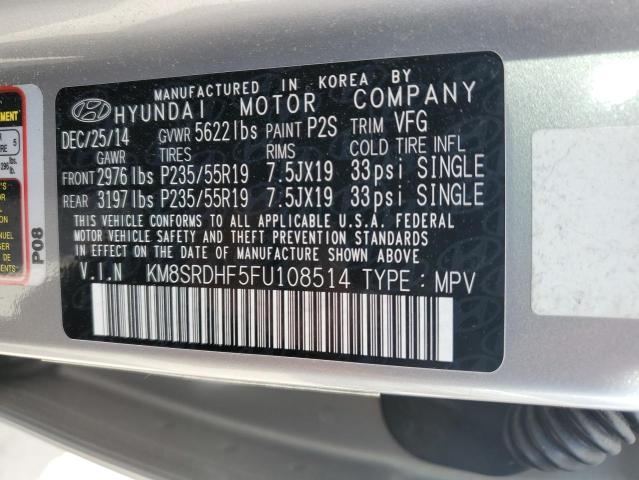 MANUFACTURED IN KOREA BY
HYUNDAI MOTOR COMPANY
DEC/25/14 GVWR 5622lbs PAINT P2S TRIM VFG
GAWR TIRES RIMS COLD TIRE INFL
FRONT 2976lbs P235/55R19 7.5JX19 33psi SINGLE
REAR 3197lbs P235/55R19 7.5JX19 33psi SINGLE
THIS VEHICLE CONFORMS TO ALL APPLICABLE U.S.A. FEDERAL
MOTOR VEHICLE SAFETY, BUMPER, AND THEFT PREVENTION STANDARDS
IN EFFECT ON THE DATE OF MANUFACTURE SHOWN ABOVE.
V.I.N KM8SRDHF5FU108514 TYPE : MPV
P08
5